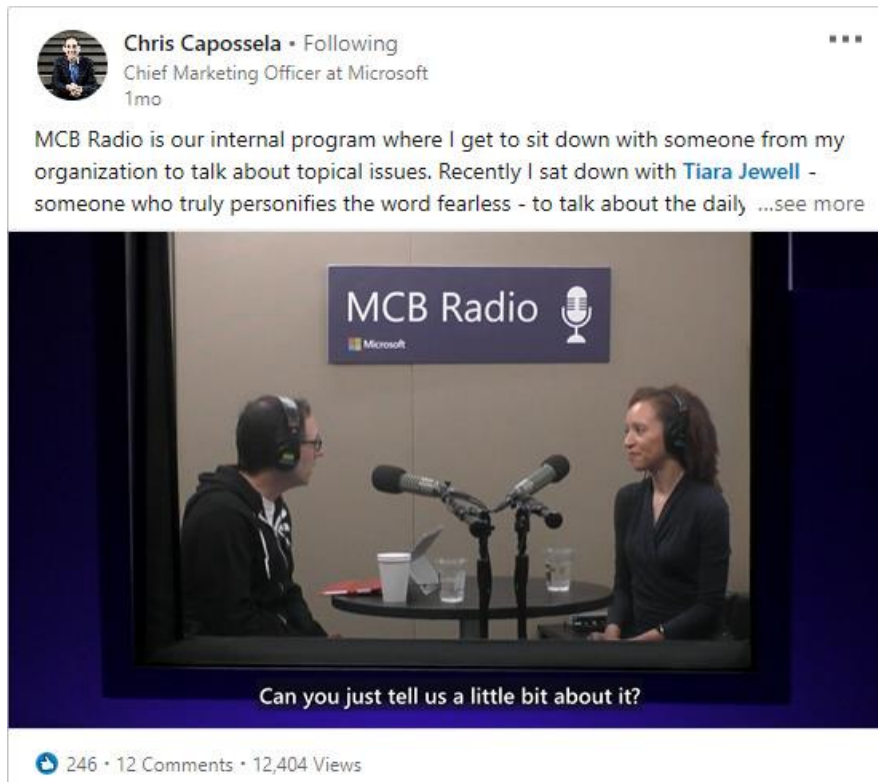 Chris Capossela • Following
Chief Marketing Officer at Microsoft
1mo
MCB Radio is our internal program where I get to sit down with someone from my
organization to talk about topical issues. Recently I sat down with Tiara Jewell -
someone who truly personifies the word fearless - to talk about the daily ...see more
MCB Radio
Microsoft
Can you just tell us a little bit about it?
246 • 12 Comments • 12,404 Views